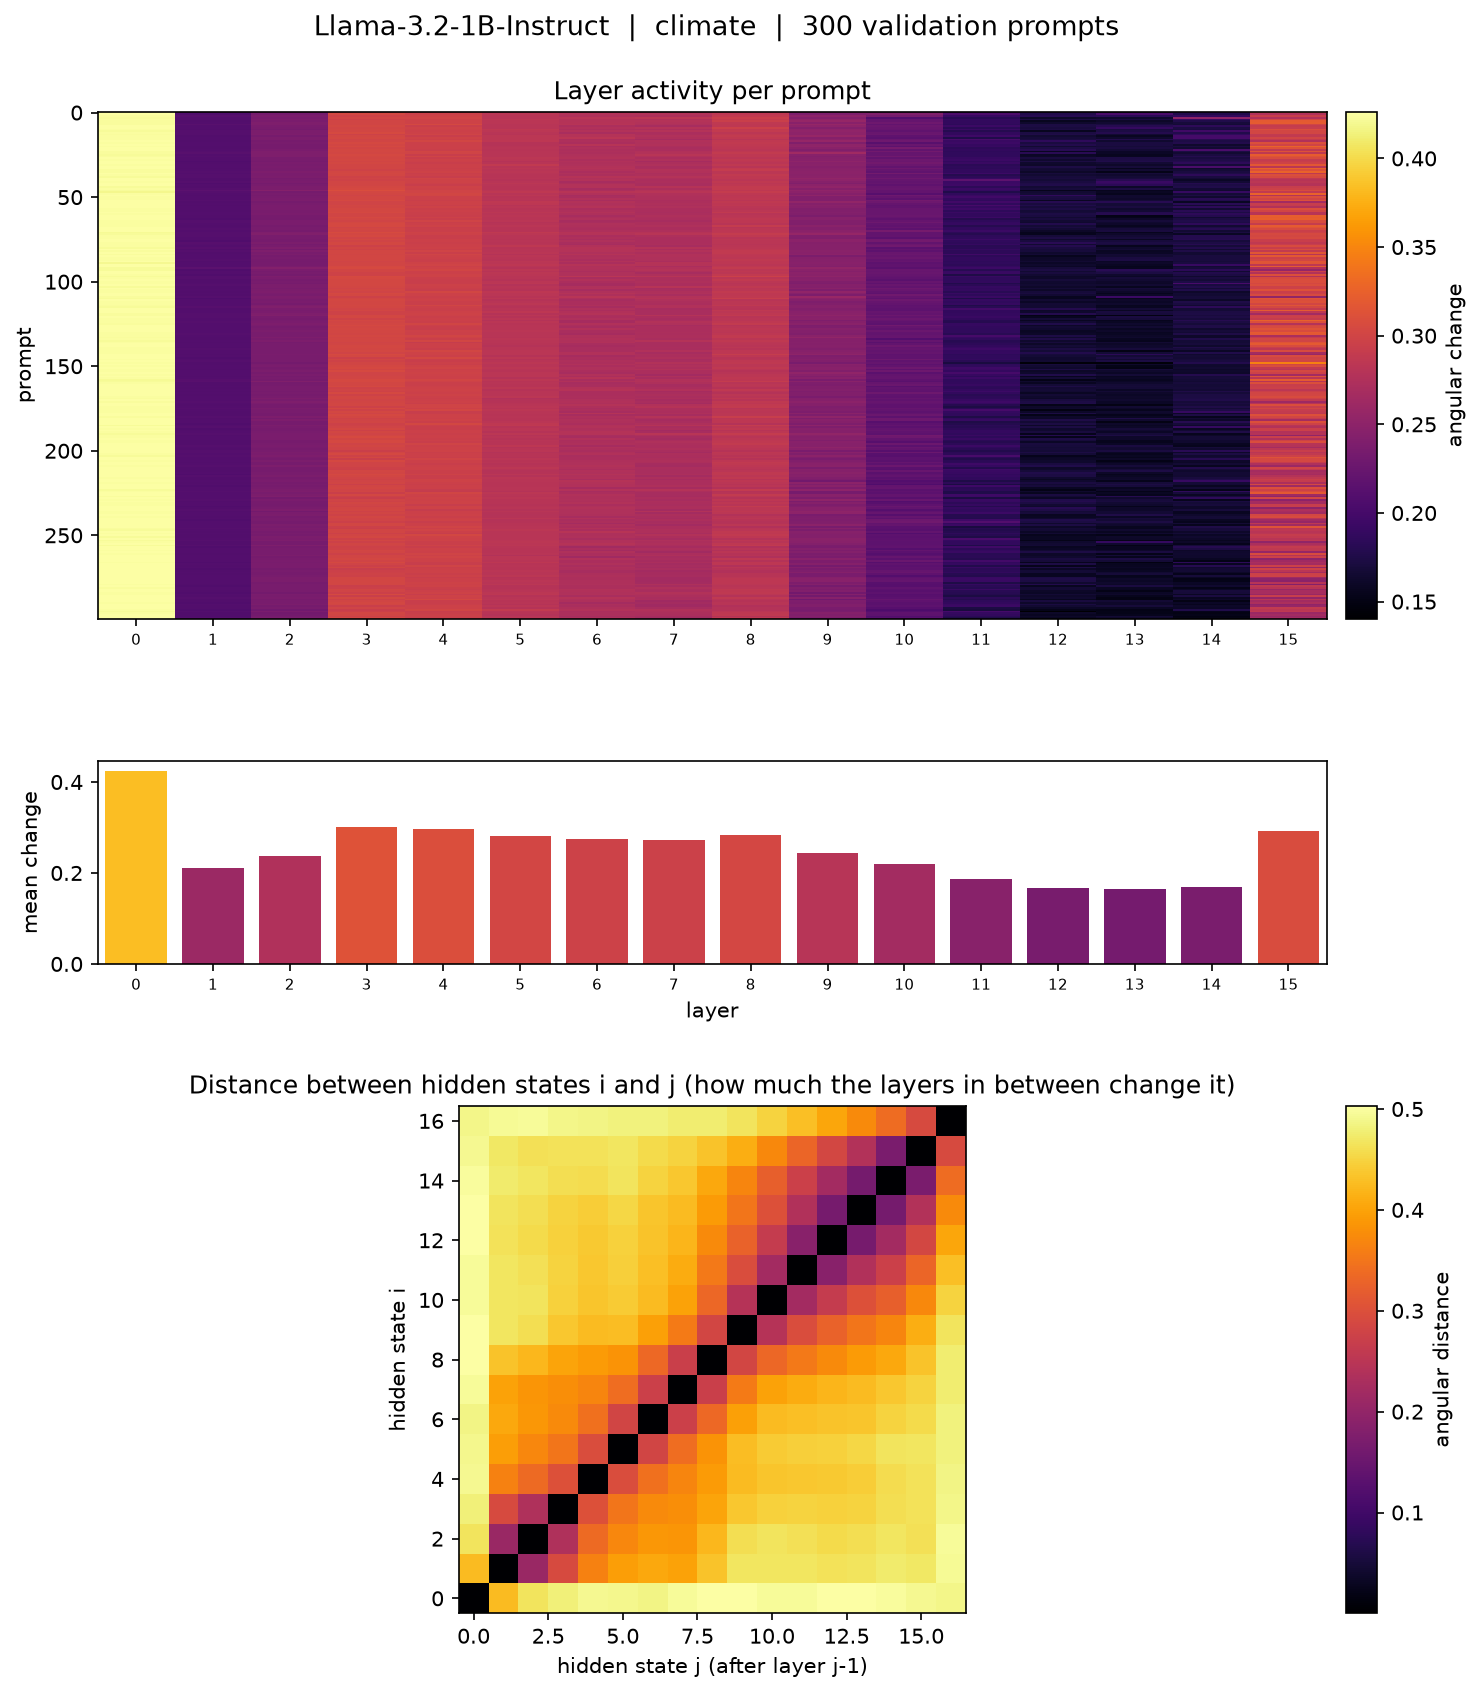 Llama-3.2-1B-Instruct | climate | 300 validation prompts
Layer activity per prompt
prompt
0
50
100
150
200
250
0 1 2 3 4 5 6 7 8 9 10 11 12 13 14 15
0.40
0.35
0.30
0.25
0.20
0.15
angular change
mean change
0.4
0.2
0.0
0 1 2 3 4 5 6 7 8 9 10 11 12 13 14 15
layer
Distance between hidden states i and j (how much the layers in between change it)
hidden state i
16
14
12
10
8
6
4
2
0
0.0 2.5 5.0 7.5 10.0 12.5 15.0
hidden state j (after layer j-1)
0.5
0.4
0.3
0.2
0.1
angular distance